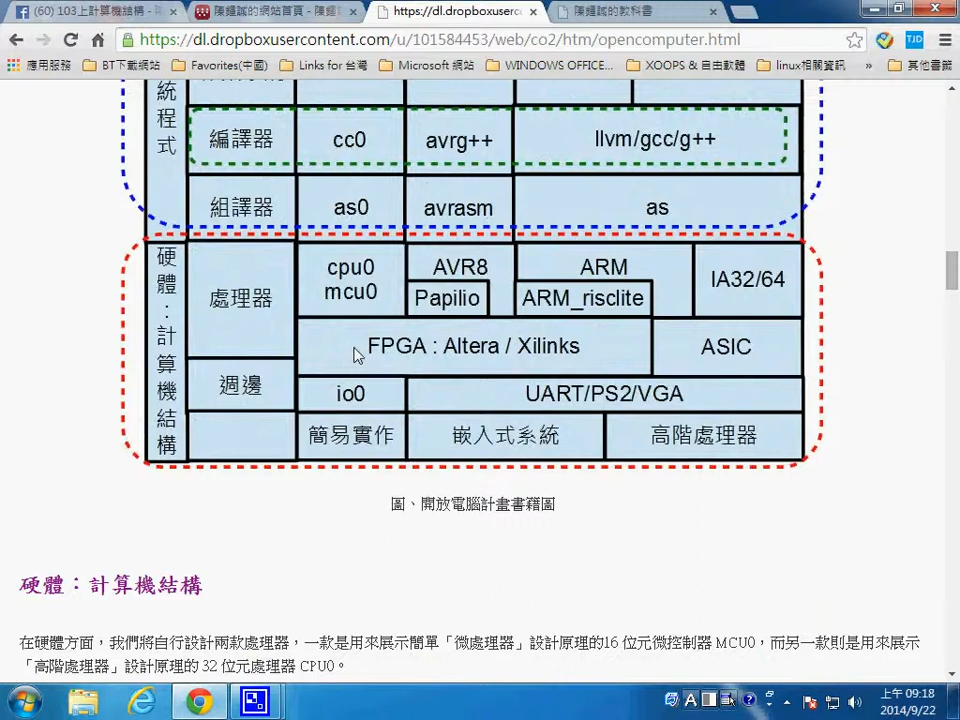 (60) 103上計算機結構 - 陳
陳鍾誠的網站首頁 - 陳鍾
https://dl.dropboxuserc
陳鍾誠的教科書
https://dl.dropboxusercontent.com/u/101584453/web/co2/htm/opencomputer.html
TJD
應用服務 BT下載網站 Favorites(中國) Links for 台灣 Microsoft 網站 WINDOWS OFFICE... XOOPS & 自由軟體 linux相關資訊 » 其他書籤
統程式
編譯器 cc0 avrg++ llvm/gcc/g++
組譯器 as0 avrasm as
硬體：計算機結構
處理器
cpu0
mcu0
AVR8
Papilio
ARM
ARM_risclite
IA32/64
FPGA : Altera / Xilinks ASIC
週邊 io0 UART/PS2/VGA
簡易實作 嵌入式系統 高階處理器
圖、開放電腦計畫書籍圖
硬體：計算機結構
在硬體方面，我們將自行設計兩款處理器，一款是用來展示簡單「微處理器」設計原理的16 位元微控制器 MCU0，而另一款則是用來展示
「高階處理器」設計原理的 32 位元處理器 CPU0。
上午 09:18
2014/9/22